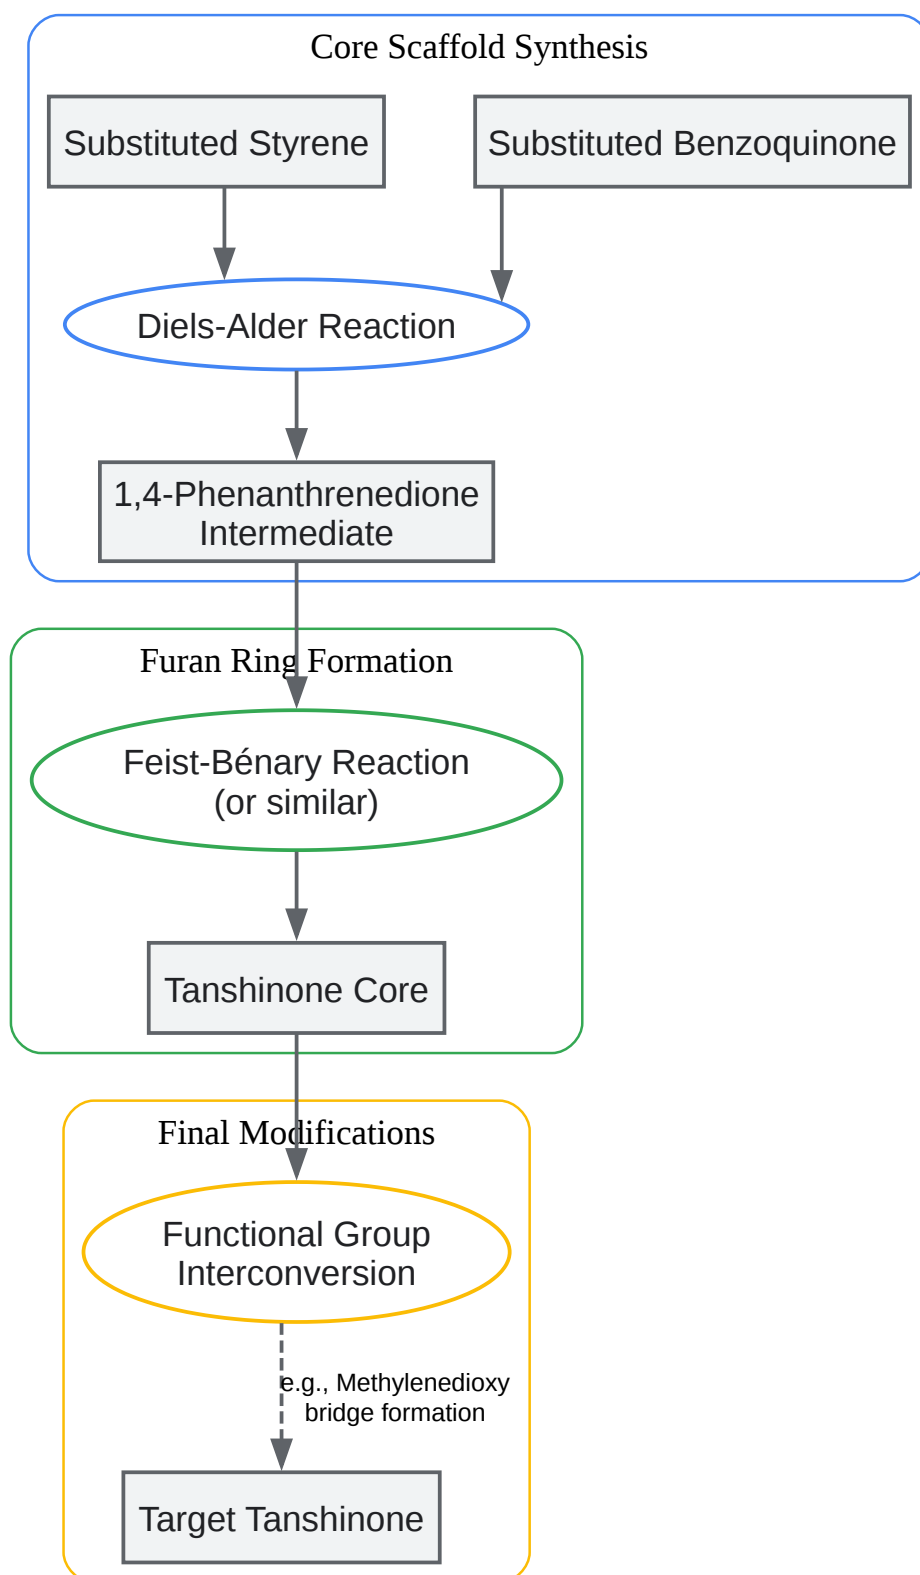 Core Scaffold Synthesis
Substituted Styrene
Substituted Benzoquinone
Diels-Alder Reaction
1,4-Phenanthrenedione
Intermediate
Furan Ring Formation
Feist-Bénary Reaction
(or similar)
Tanshinone Core
Final Modifications
Functional Group
Interconversion
e.g., Methylenedioxy
bridge formation
Target Tanshinone